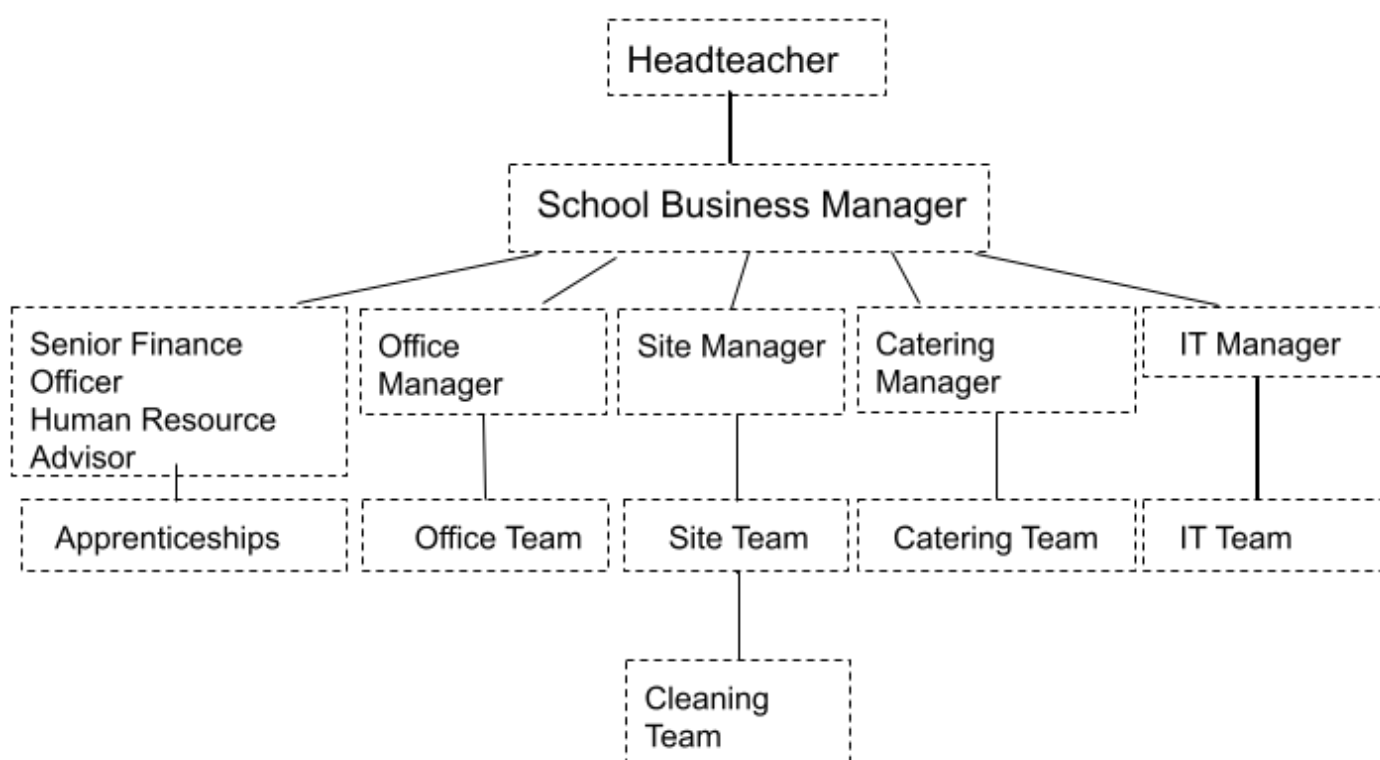 Headteacher
School Business Manager
Senior Finance
Officer
Human Resource
Advisor
Office
Manager
Site Manager
Catering
Manager
IT Manager
Apprenticeships
Office Team
Site Team
Catering Team
IT Team
Cleaning
Team